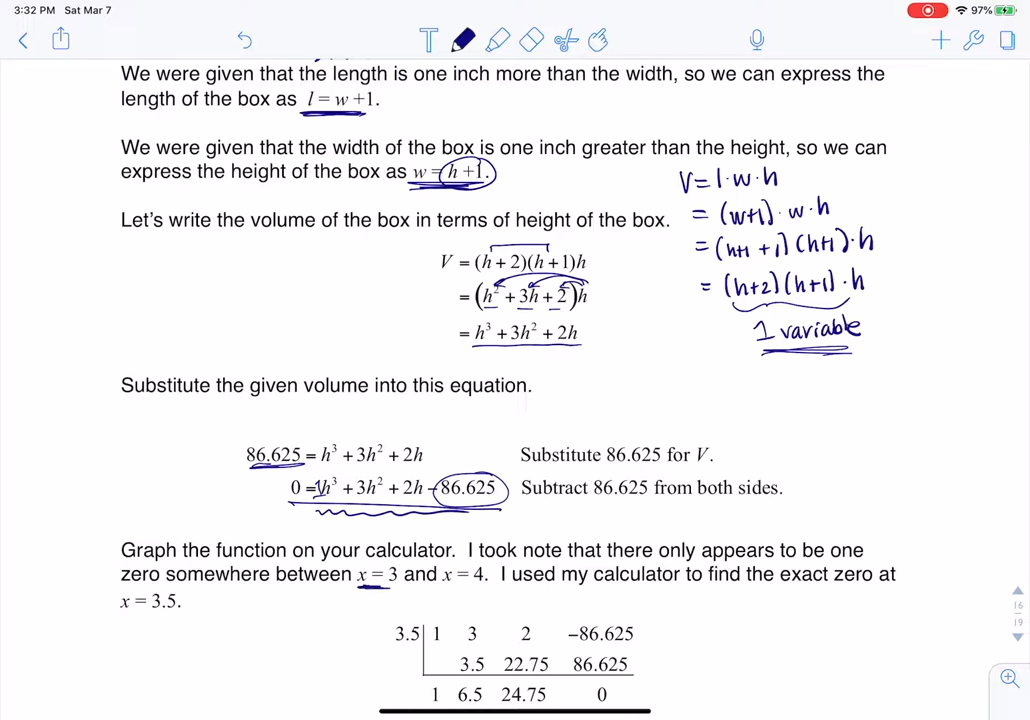 3:32 PM Sat Mar 7
97%
T
We were given that the length is one inch more than the width, so we can express the
length of the box as l = w +1.
We were given that the width of the box is one inch greater than the height, so we can
express the height of the box as w = h +1.
V = l·w·h
= (w+1)·w·h
= (h+1 +1)(h+1)·h
= (h+2)(h+1)·h
1 variable
Let's write the volume of the box in terms of height of the box.
V = (h + 2)(h + 1)h
= (h² + 3h + 2)h
= h³ + 3h² + 2h
Substitute the given volume into this equation.
86.625 = h³ + 3h² + 2h Substitute 86.625 for V.
0 = 1h³ + 3h² + 2h − 86.625 Subtract 86.625 from both sides.
Graph the function on your calculator. I took note that there only appears to be one
zero somewhere between x = 3 and x = 4. I used my calculator to find the exact zero at
x = 3.5.
3.5 1 3 2 −86.625
3.5 22.75 86.625
1 6.5 24.75 0
16
19